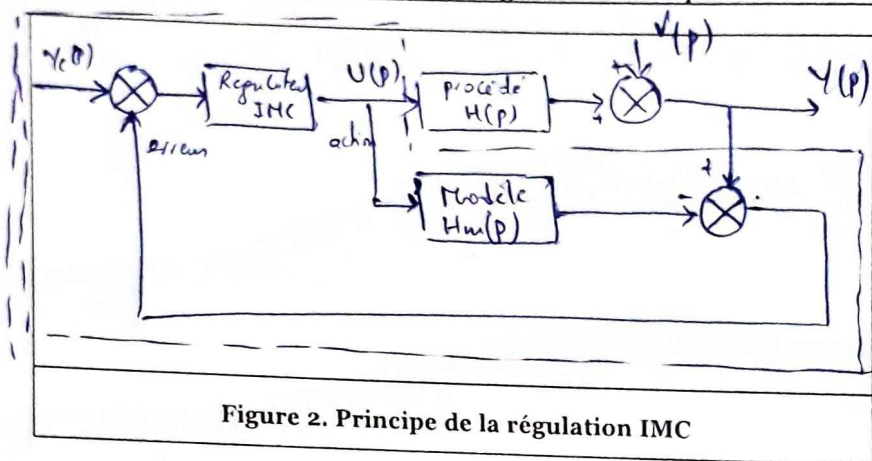 Yc(p)
Regulateur
IMC
U(p)
procédé
H(p)
V(p)
Y(p)
erreur
action
Modèle
Hm(p)
+
+
+
-
Figure 2. Principe de la régulation IMC